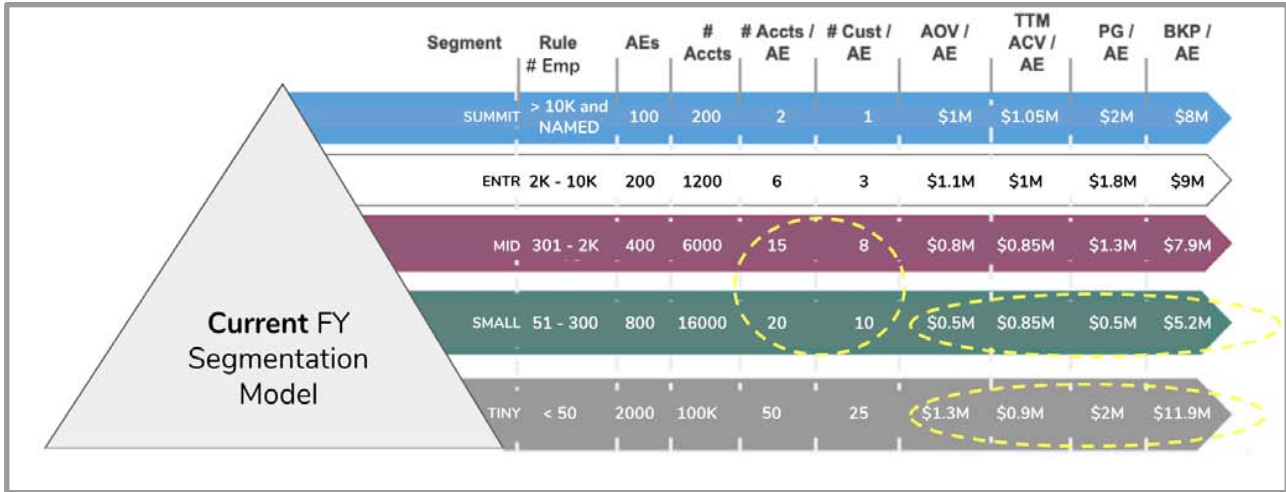 Segment Rule # Emp AEs # Accts # Accts / AE # Cust / AE AOV / AE TTM ACV / AE PG / AE BKP / AE
SUMMIT > 10K and NAMED 100 200 2 1 $1M $1.05M $2M $8M
ENTR 2K - 10K 200 1200 6 3 $1.1M $1M $1.8M $9M
MID 301 - 2K 400 6000 15 8 $0.8M $0.85M $1.3M $7.9M
SMALL 51 - 300 800 16000 20 10 $0.5M $0.85M $0.5M $5.2M
TINY < 50 2000 100K 50 25 $1.3M $0.9M $2M $11.9M
Current FY
Segmentation
Model